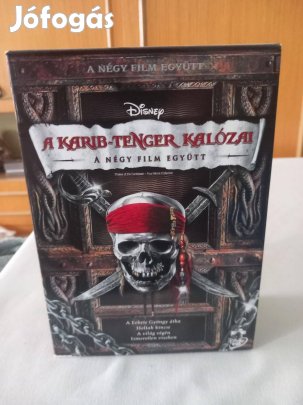 Jófogás
A NÉGY FILM EGYÜTT
Disney
A KARIB-TENGER KALÓZAI
A NÉGY FILM EGYÜTT
A Fekete Gyöngy átka
Holtak kincse
A világ végén
Ismeretlen vizeken